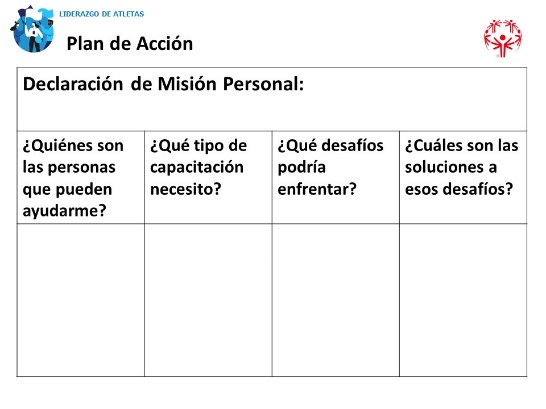 LIDERAZGO DE ATLETAS
Plan de Acción
Declaración de Misión Personal:
¿Quiénes son
las personas
que pueden
ayudarme?
¿Qué tipo de
capacitación
necesito?
¿Qué desafíos
podría
enfrentar?
¿Cuáles son las
soluciones a
esos desafíos?